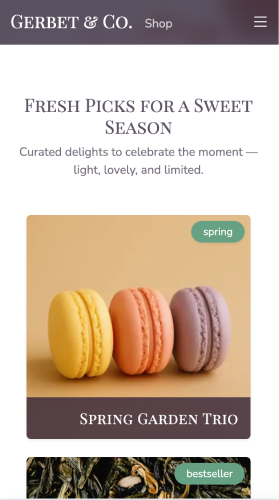 Gerbet & Co. Shop
Fresh Picks for a Sweet
Season
Curated delights to celebrate the moment —
light, lovely, and limited.
spring
Spring Garden Trio
bestseller